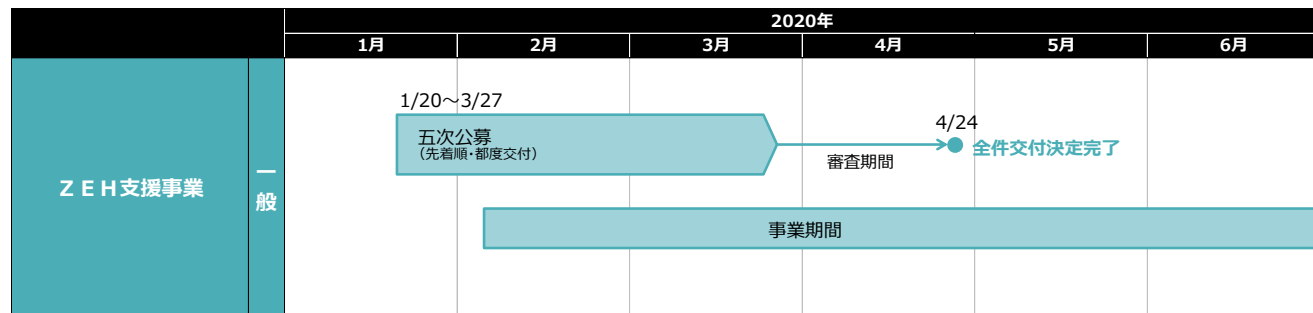 2020年
1月 2月 3月 4月 5月 6月
ＺＥＨ支援事業
一般
1/20～3/27
五次公募
（先着順・都度交付）
審査期間
4/24
全件交付決定完了
事業期間